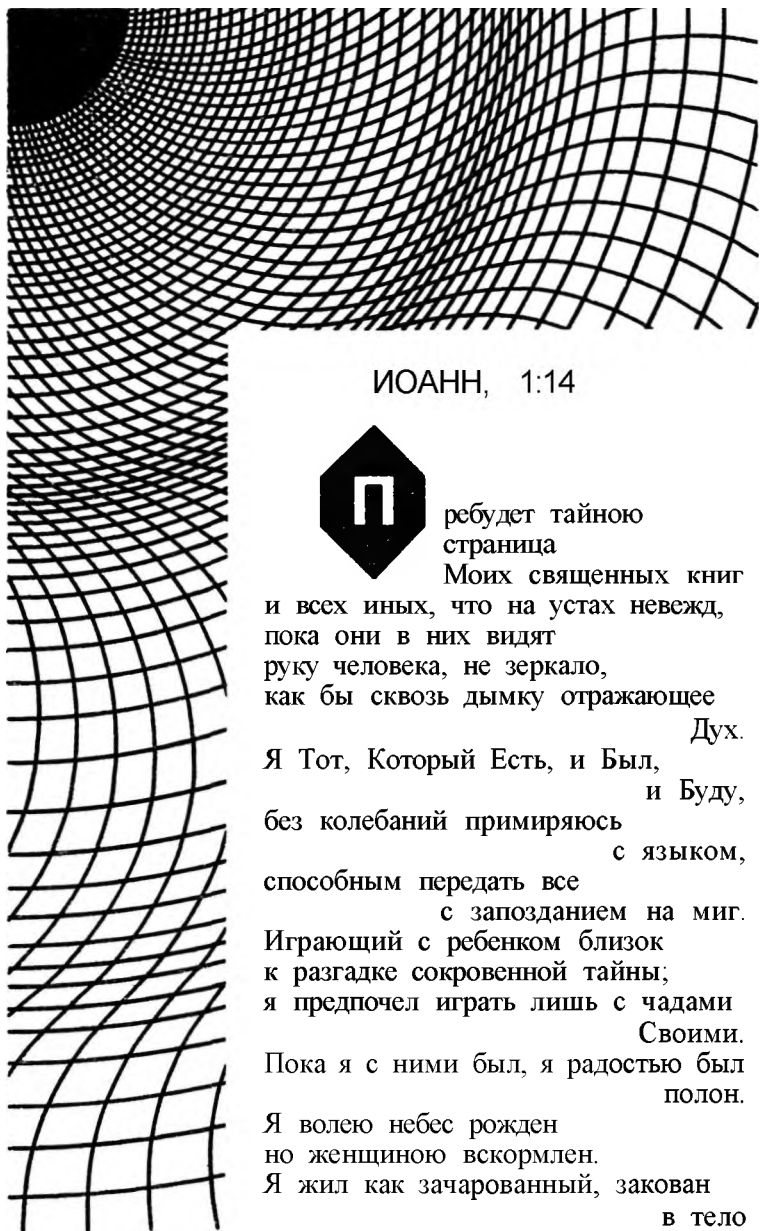 ИОАНН, 1:14
Пребудет тайною
страница
Моих священных книг
и всех иных, что на устах невежд,
пока они в них видят
руку человека, не зеркало,
как бы сквозь дымку отражающее
Дух.
Я Тот, Который Есть, и Был,
и Буду,
без колебаний примиряюсь
с языком,
способным передать все
с запозданием на миг.
Играющий с ребенком близок
к разгадке сокровенной тайны;
я предпочел играть лишь с чадами
Своими.
Пока я с ними был, я радостью был
полон.
Я волею небес рожден
но женщиною вскормлен.
Я жил как зачарованный, закован
в тело